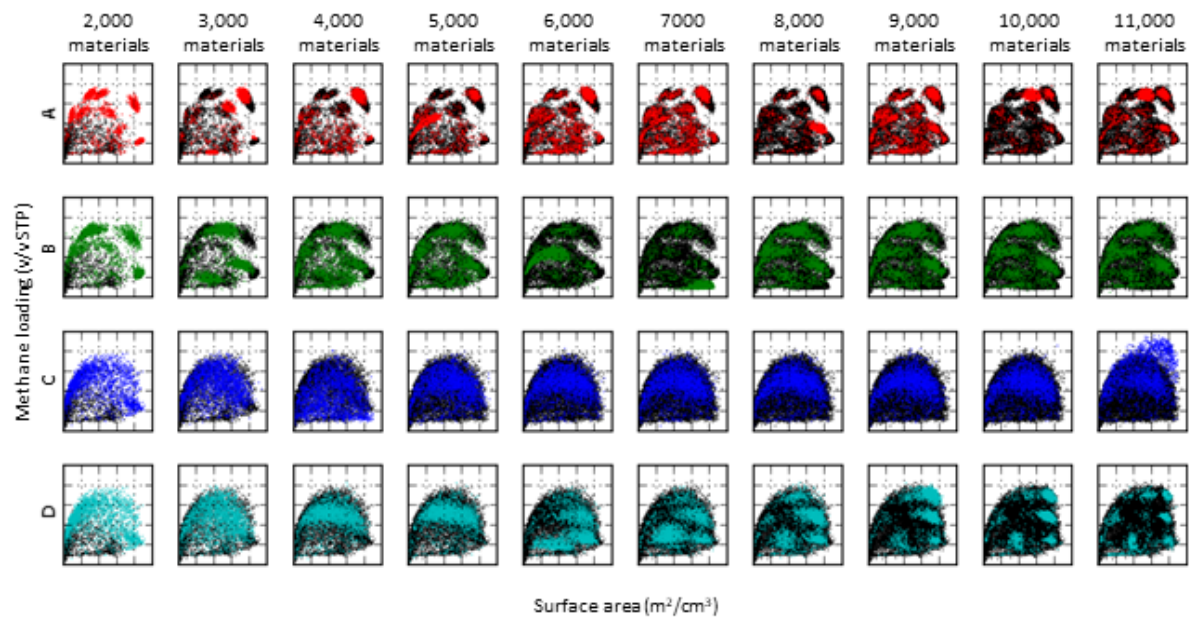 2,000 materials
3,000 materials
4,000 materials
5,000 materials
6,000 materials
7000 materials
8,000 materials
9,000 materials
10,000 materials
11,000 materials
A
B
C
D
Methane loading (v/vSTP)
Surface area (m²/cm³)